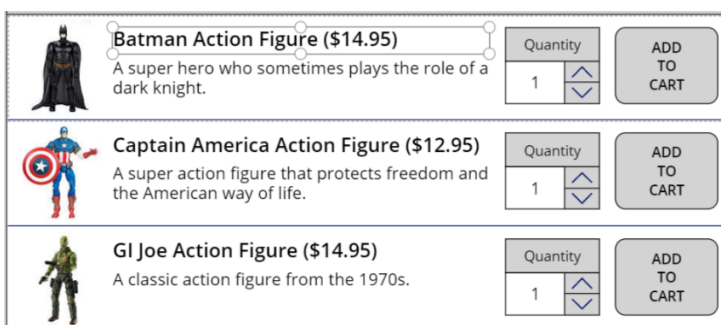 Batman Action Figure ($14.95)
A super hero who sometimes plays the role of a
dark knight.
Quantity
1
ADD
TO
CART
Captain America Action Figure ($12.95)
A super action figure that protects freedom and
the American way of life.
Quantity
1
ADD
TO
CART
GI Joe Action Figure ($14.95)
A classic action figure from the 1970s.
Quantity
1
ADD
TO
CART